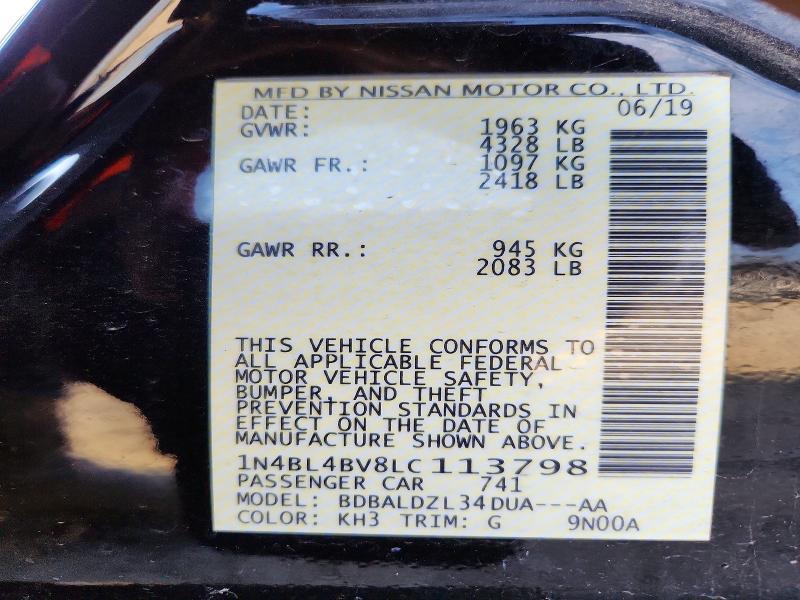 MFD BY NISSAN MOTOR CO., LTD.
DATE: 06/19
GVWR: 1963 KG
4328 LB
GAWR FR.: 1097 KG
2418 LB
GAWR RR.: 945 KG
2083 LB
THIS VEHICLE CONFORMS TO
ALL APPLICABLE FEDERAL
MOTOR VEHICLE SAFETY,
BUMPER, AND THEFT
PREVENTION STANDARDS IN
EFFECT ON THE DATE OF
MANUFACTURE SHOWN ABOVE.
1N4BL4BV8LC113798
PASSENGER CAR 741
MODEL: BDBALDZL34DUA---AA
COLOR: KH3 TRIM: G 9N00A